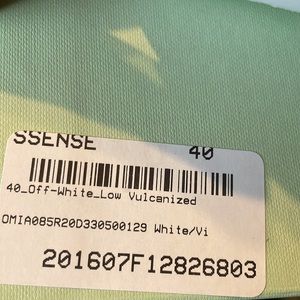 SSENSE 40
40_Off-White_Low Vulcanized
OMIA085R20D330500129 White/Vi
201607F12826803